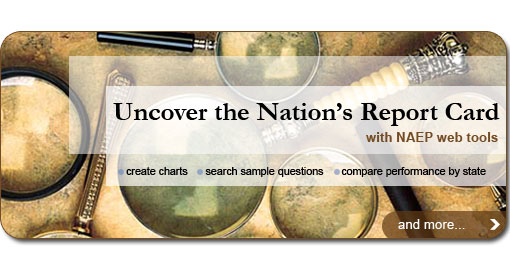 Uncover the Nation's Report Card
with NAEP web tools
create charts search sample questions compare performance by state
and more...